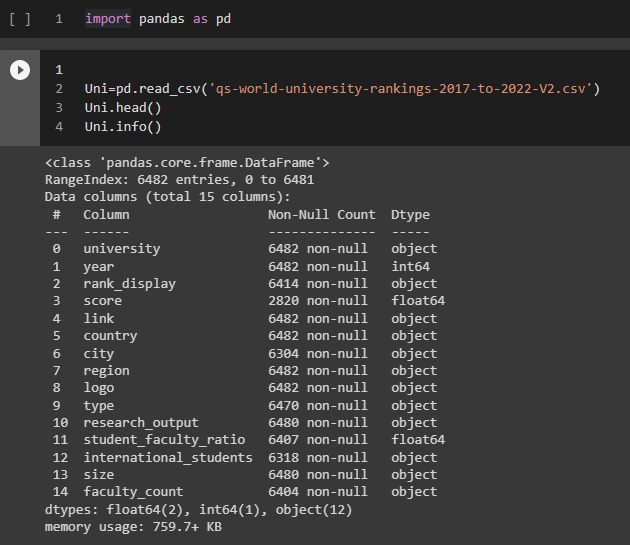 [ ] 1 import pandas as pd
1
2 Uni=pd.read_csv('qs-world-university-rankings-2017-to-2022-V2.csv')
3 Uni.head()
4 Uni.info()
<class 'pandas.core.frame.DataFrame'>
RangeIndex: 6482 entries, 0 to 6481
Data columns (total 15 columns):
 #   Column                  Non-Null Count  Dtype
---  ------                  --------------  -----
 0   university              6482 non-null   object
 1   year                    6482 non-null   int64
 2   rank_display            6414 non-null   object
 3   score                   2820 non-null   float64
 4   link                    6482 non-null   object
 5   country                 6482 non-null   object
 6   city                    6304 non-null   object
 7   region                  6482 non-null   object
 8   logo                    6482 non-null   object
 9   type                    6470 non-null   object
 10  research_output         6480 non-null   object
 11  student_faculty_ratio   6407 non-null   float64
 12  international_students  6318 non-null   object
 13  size                    6480 non-null   object
 14  faculty_count           6404 non-null   object
dtypes: float64(2), int64(1), object(12)
memory usage: 759.7+ KB